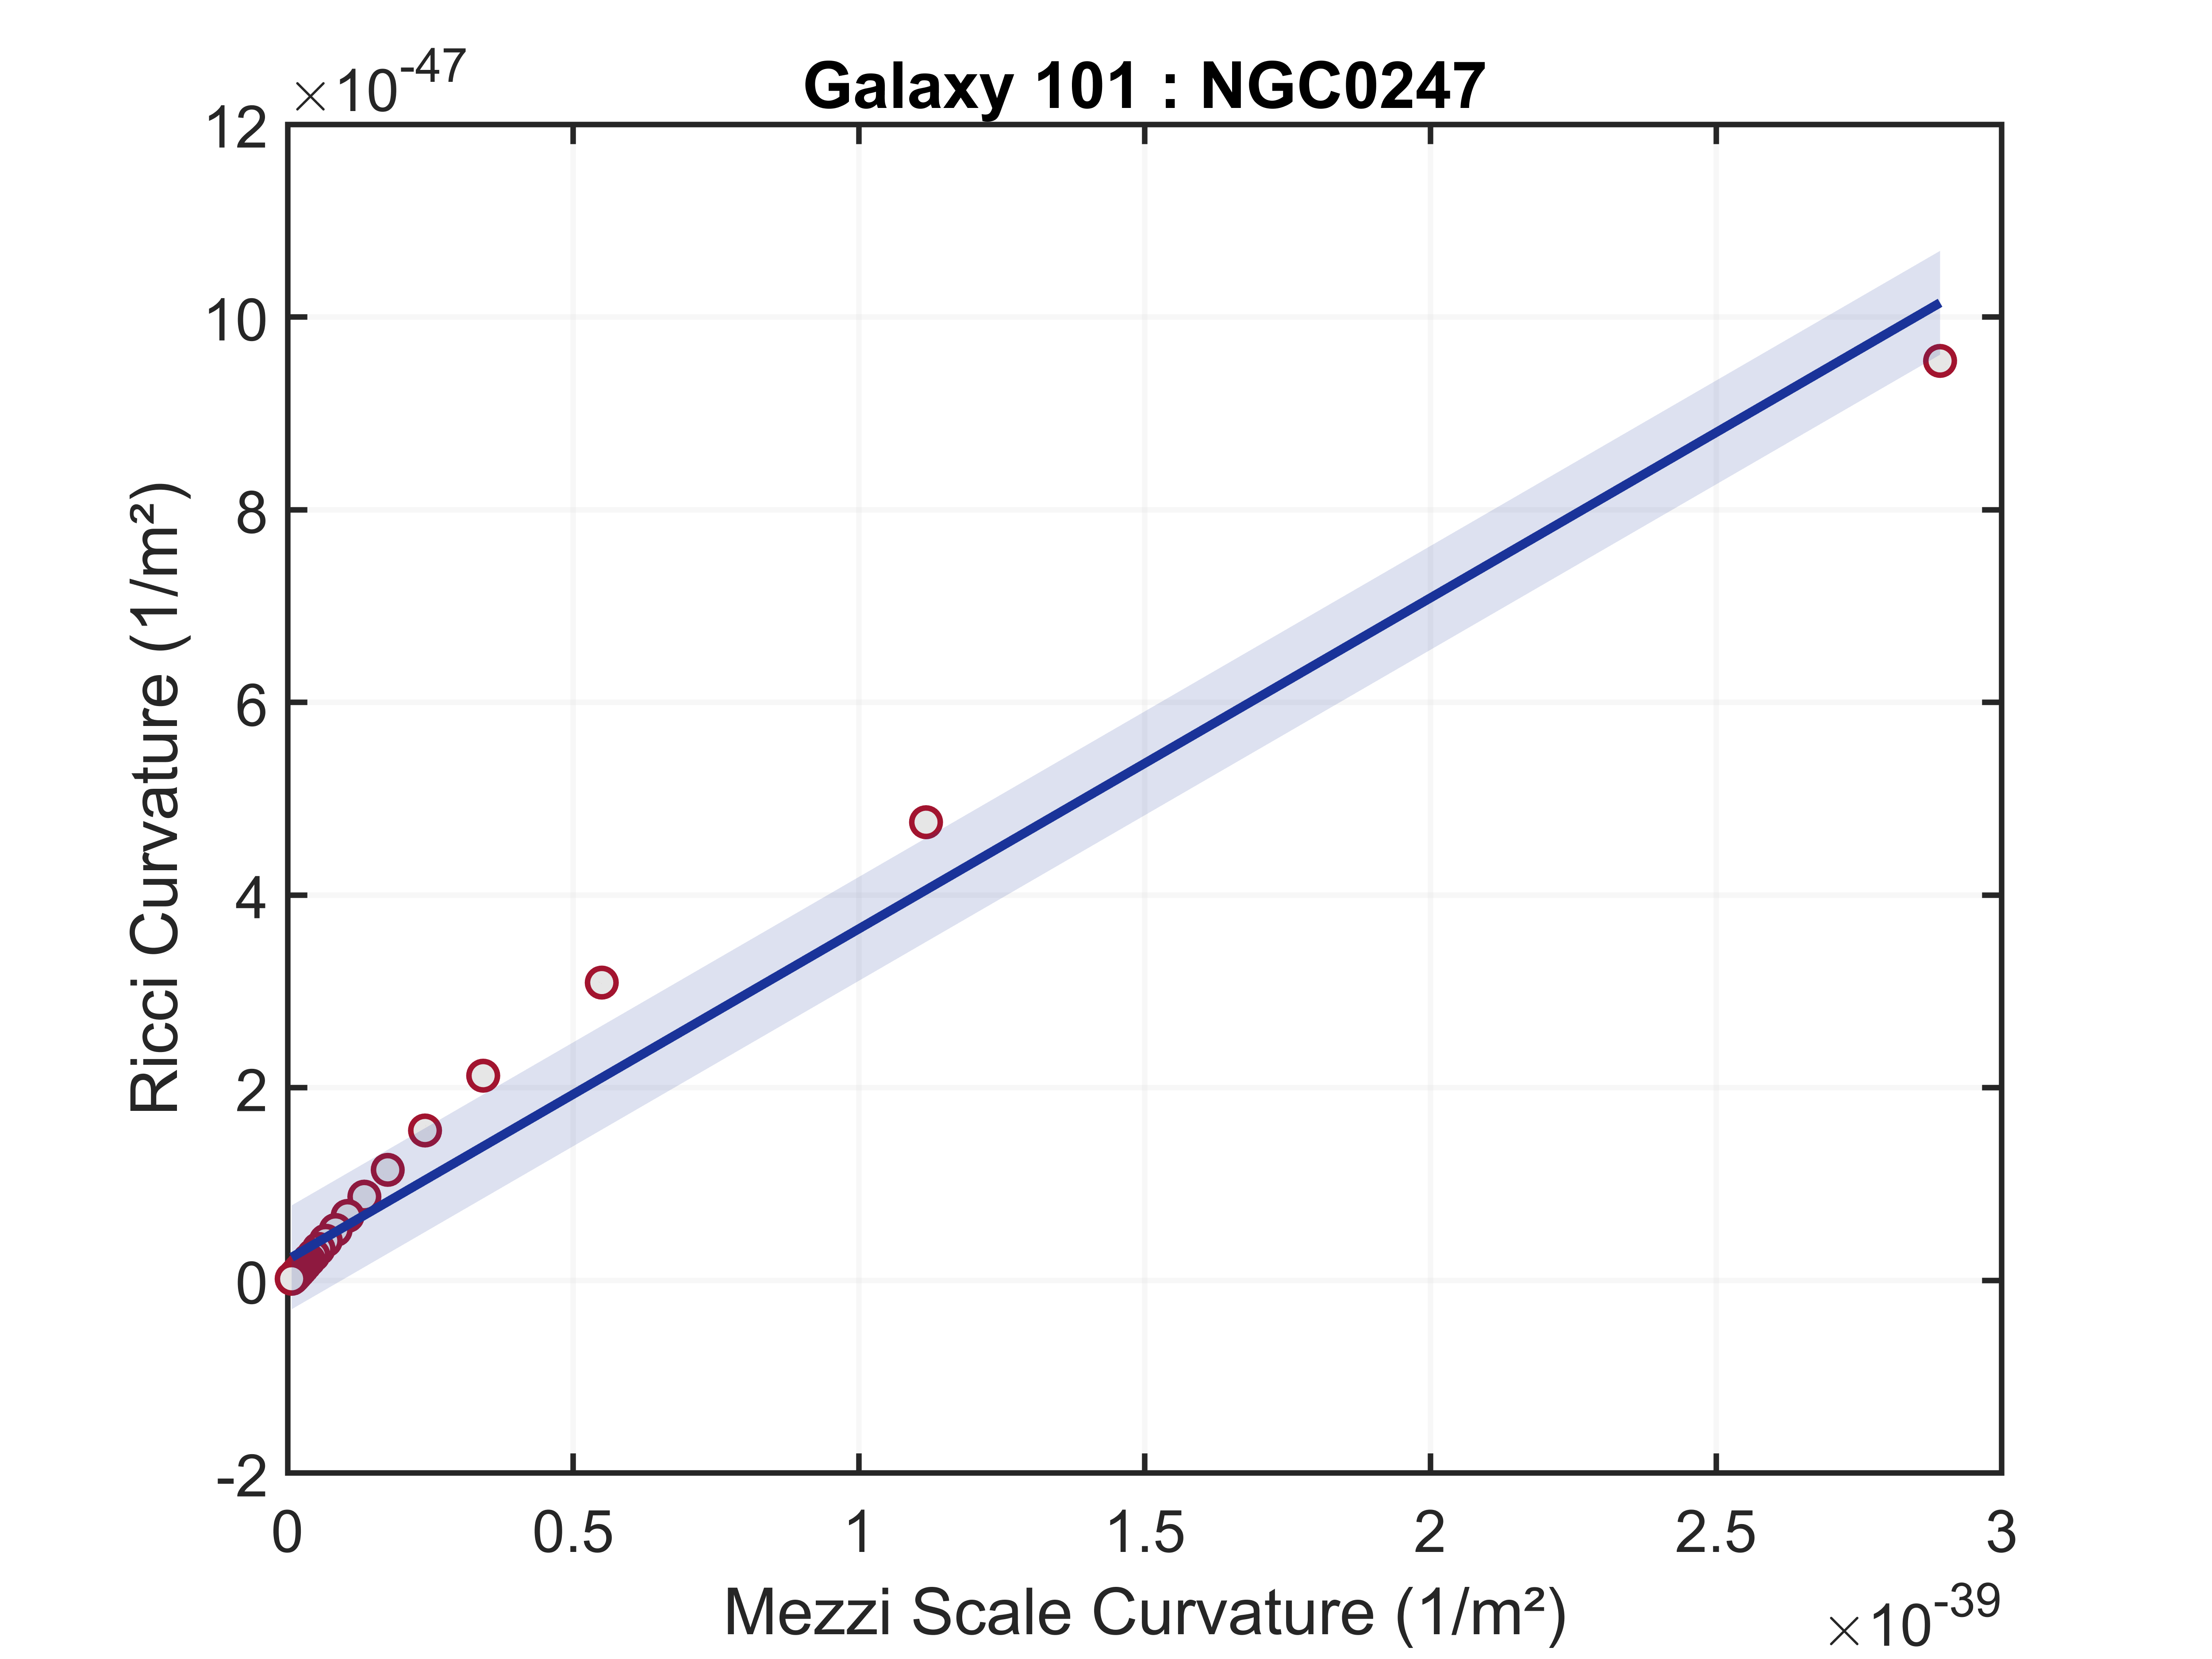 Galaxy 101 : NGC0247
×10⁻⁴⁷
12
10
8
6
4
2
0
-2
Ricci Curvature (1/m²)
0 0.5 1 1.5 2 2.5 3
Mezzi Scale Curvature (1/m²)
×10⁻³⁹